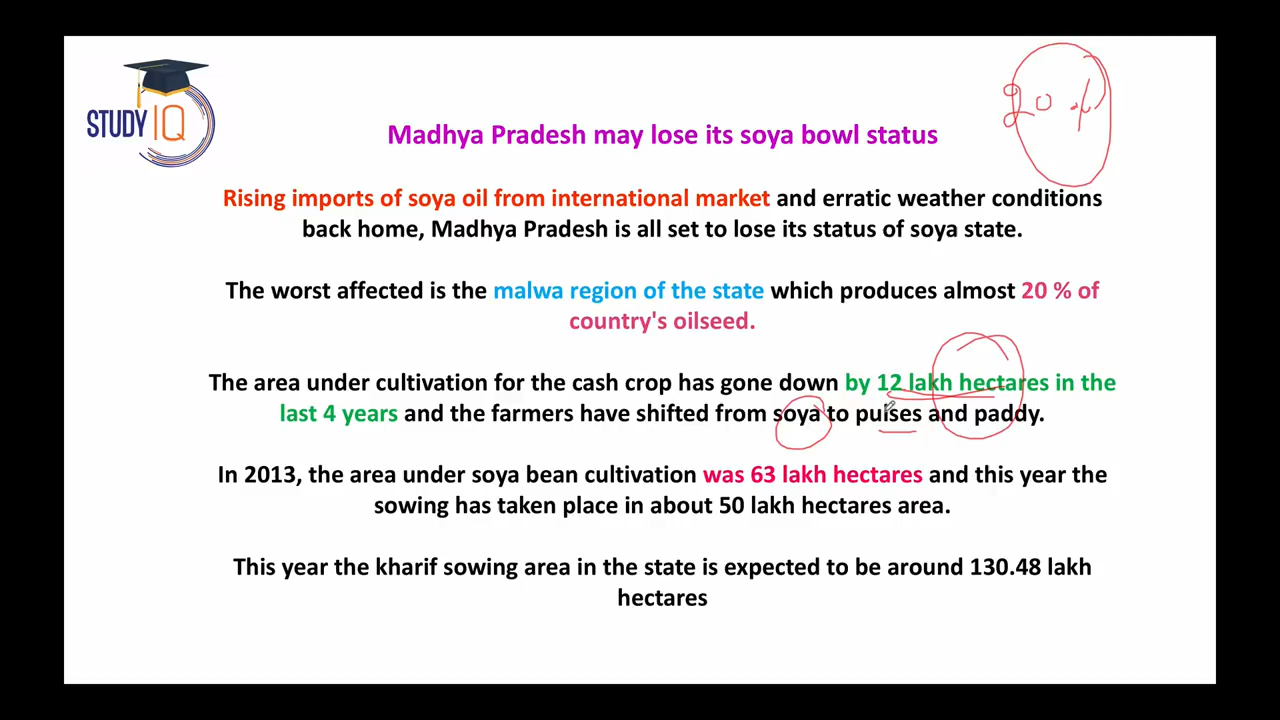 STUDY IQ
20 %
Madhya Pradesh may lose its soya bowl status
Rising imports of soya oil from international market and erratic weather conditions
back home, Madhya Pradesh is all set to lose its status of soya state.
The worst affected is the malwa region of the state which produces almost 20 % of
country's oilseed.
The area under cultivation for the cash crop has gone down by 12 lakh hectares in the
last 4 years and the farmers have shifted from soya to pulses and paddy.
In 2013, the area under soya bean cultivation was 63 lakh hectares and this year the
sowing has taken place in about 50 lakh hectares area.
This year the kharif sowing area in the state is expected to be around 130.48 lakh
hectares